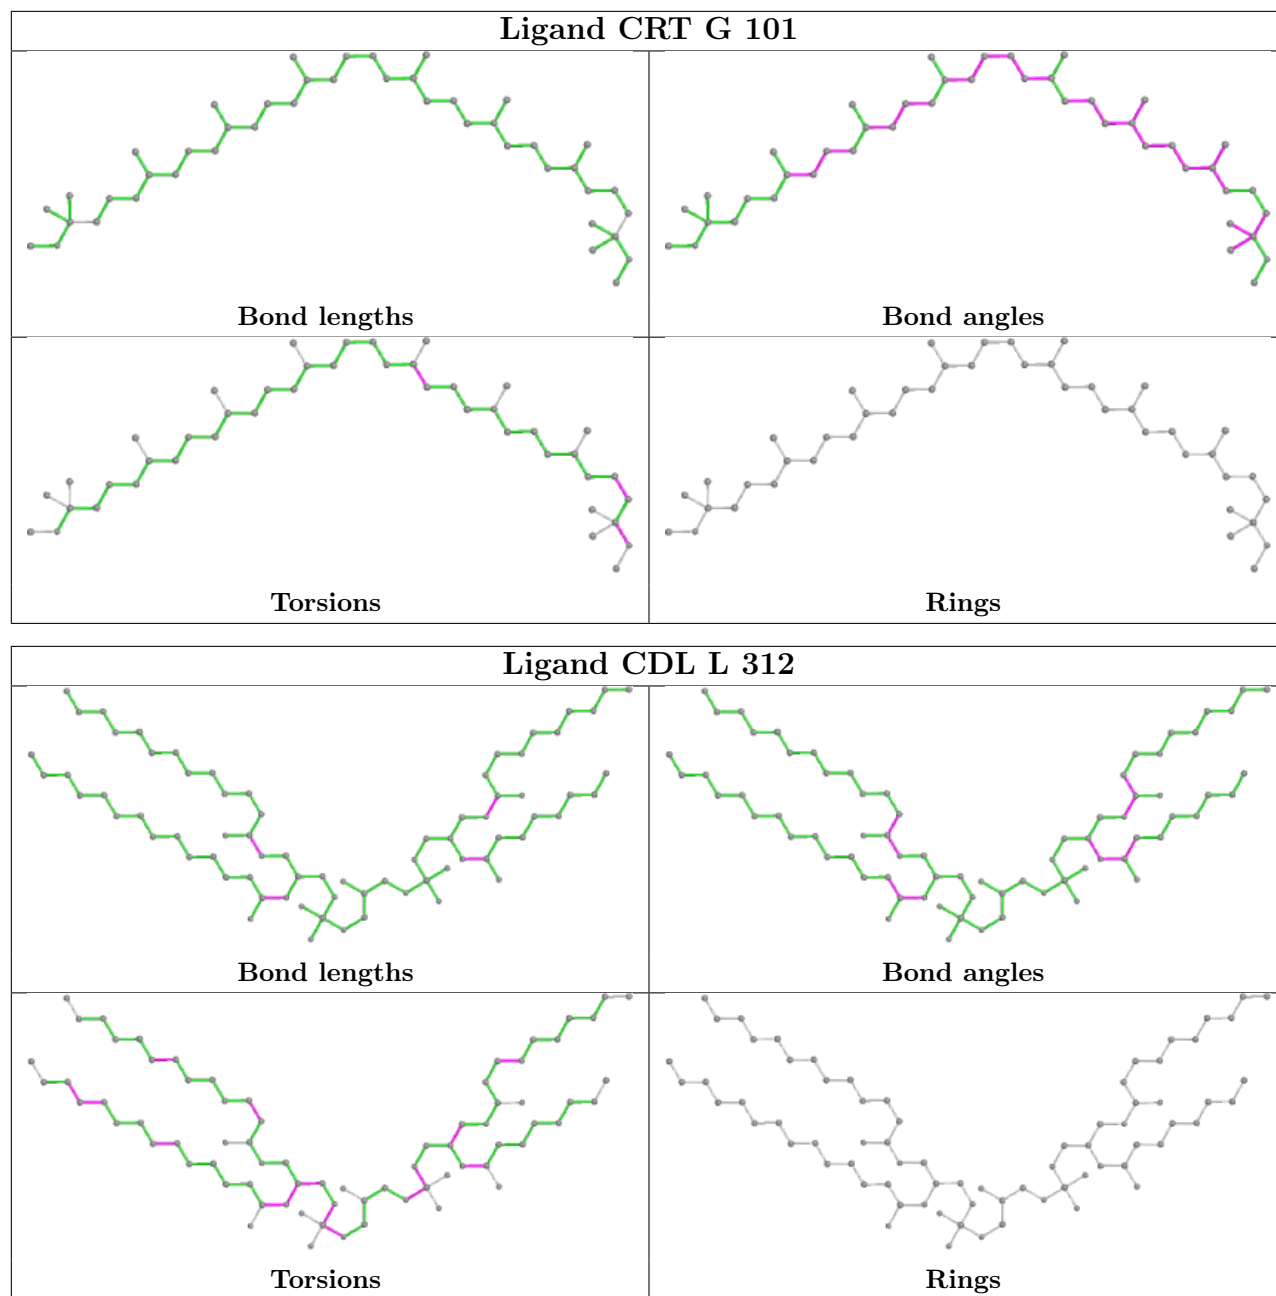 Ligand CRT G 101
Bond lengths
Bond angles
Torsions
Rings
Ligand CDL L 312
Bond lengths
Bond angles
Torsions
Rings